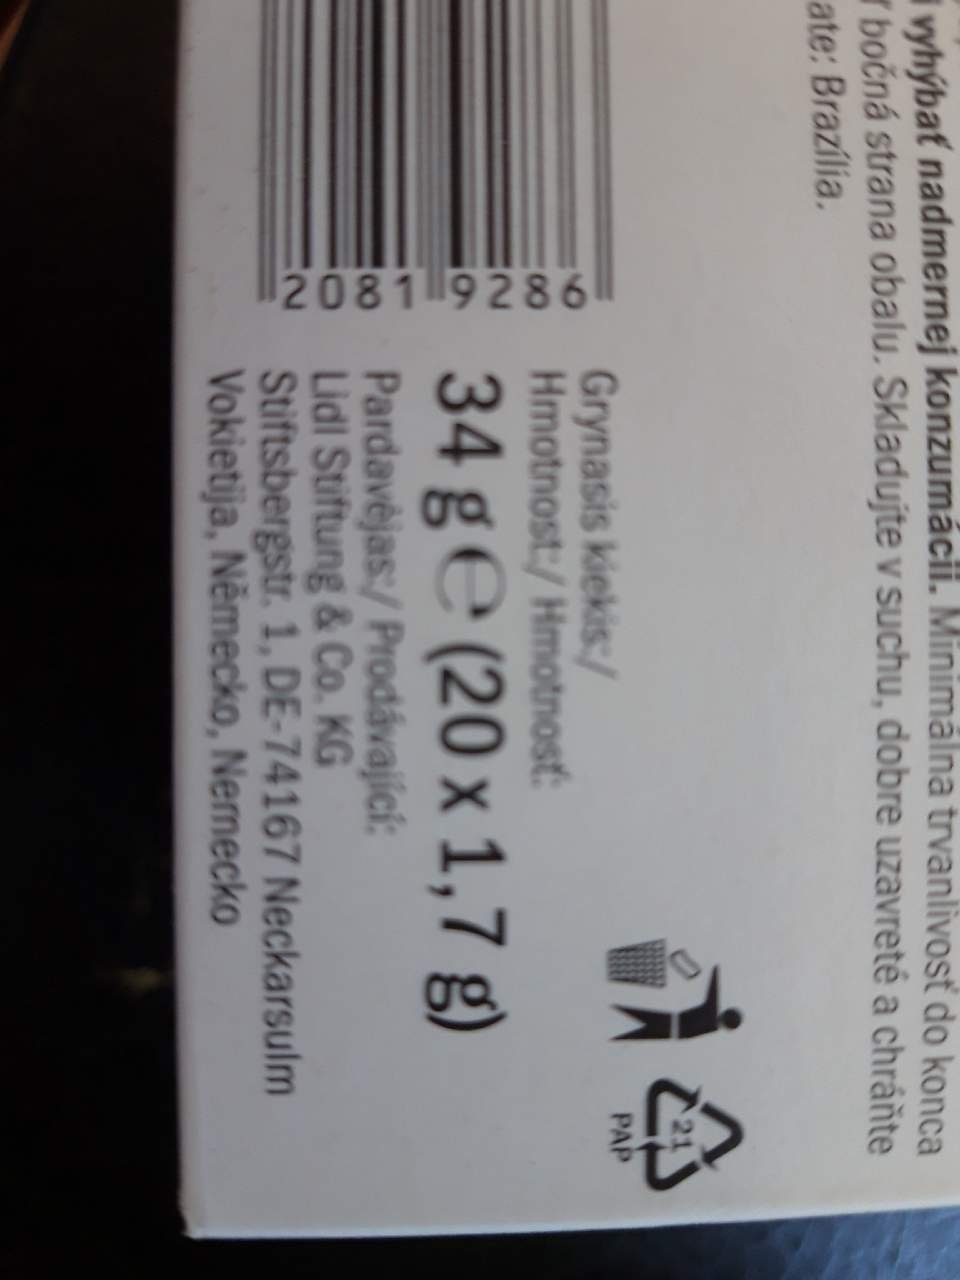 i vyhýbať nadmernej konzumácii. Minimálna trvanlivosť do konca
bočná strana obalu. Skladujte v suchu, dobre uzavreté a chráňte
ate: Brazília.
2081 9286
Grynasis kiekis:/
Hmotnost:/ Hmotnosť:
34 g ℮ (20 x 1,7 g)
Pardavėjas:/ Prodávající:
Lidl Stiftung & Co. KG
Stiftsbergstr. 1, DE-74167 Neckarsulm
Vokietija, Německo, Nemecko
21
PAP